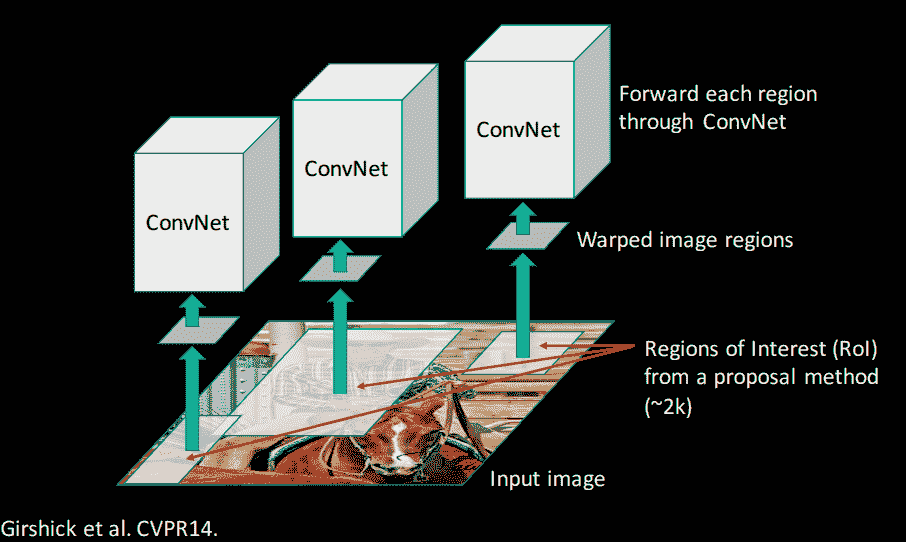 ConvNet
ConvNet
ConvNet
Forward each region
through ConvNet
Warped image regions
Regions of Interest (RoI)
from a proposal method
(~2k)
Input image
Girshick et al. CVPR14.